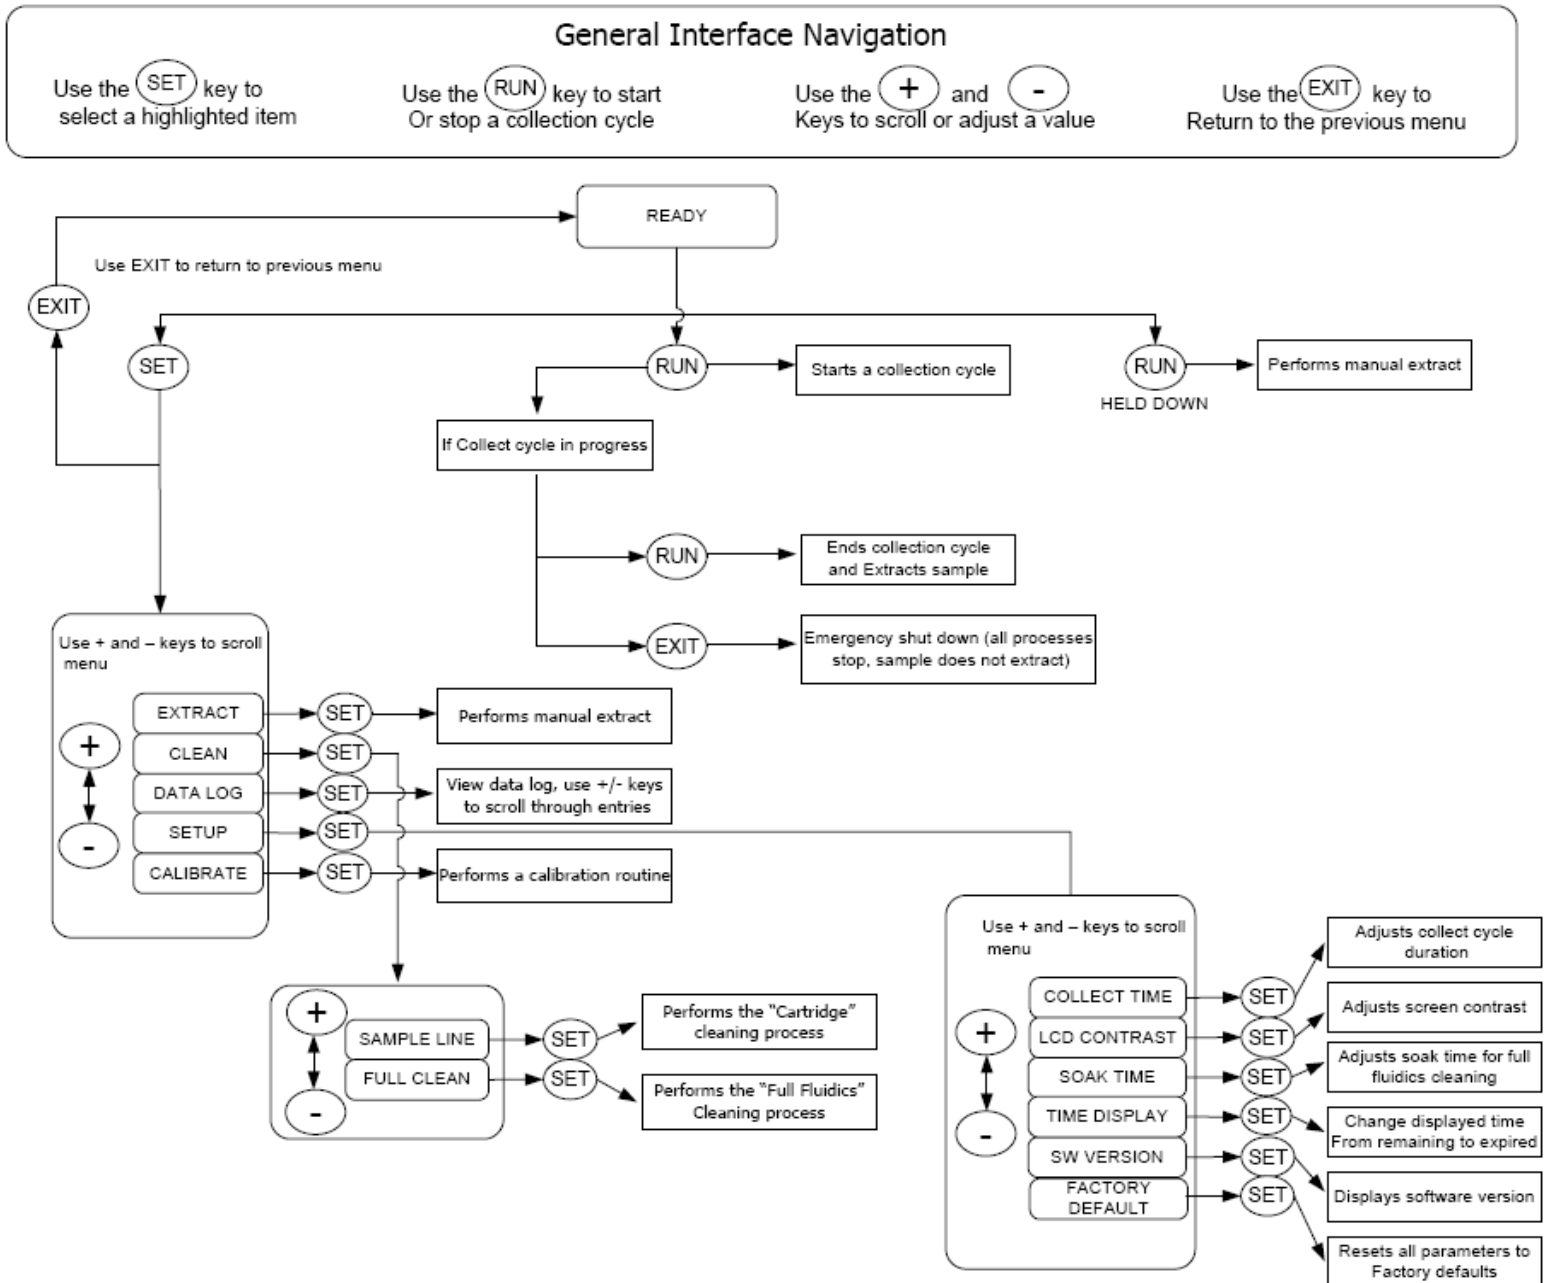 General Interface Navigation
Use the SET key to
select a highlighted item
Use the RUN key to start
Or stop a collection cycle
Use the + and -
Keys to scroll or adjust a value
Use the EXIT key to
Return to the previous menu
READY
Use EXIT to return to previous menu
EXIT
SET
RUN
Starts a collection cycle
RUN
HELD DOWN
Performs manual extract
If Collect cycle in progress
RUN
Ends collection cycle
and Extracts sample
EXIT
Emergency shut down (all processes
stop, sample does not extract)
Use + and – keys to scroll
menu
+
-
EXTRACT
SET
Performs manual extract
CLEAN
SET
DATA LOG
SET
View data log, use +/- keys
to scroll through entries
SETUP
SET
CALIBRATE
SET
Performs a calibration routine
+
-
SAMPLE LINE
SET
Performs the “Cartridge”
cleaning process
FULL CLEAN
SET
Performs the “Full Fluidics”
Cleaning process
Use + and – keys to scroll
menu
+
-
COLLECT TIME
SET
Adjusts collect cycle
duration
LCD CONTRAST
SET
Adjusts screen contrast
SOAK TIME
SET
Adjusts soak time for full
fluidics cleaning
TIME DISPLAY
SET
Change displayed time
From remaining to expired
SW VERSION
SET
Displays software version
FACTORY
DEFAULT
SET
Resets all parameters to
Factory defaults